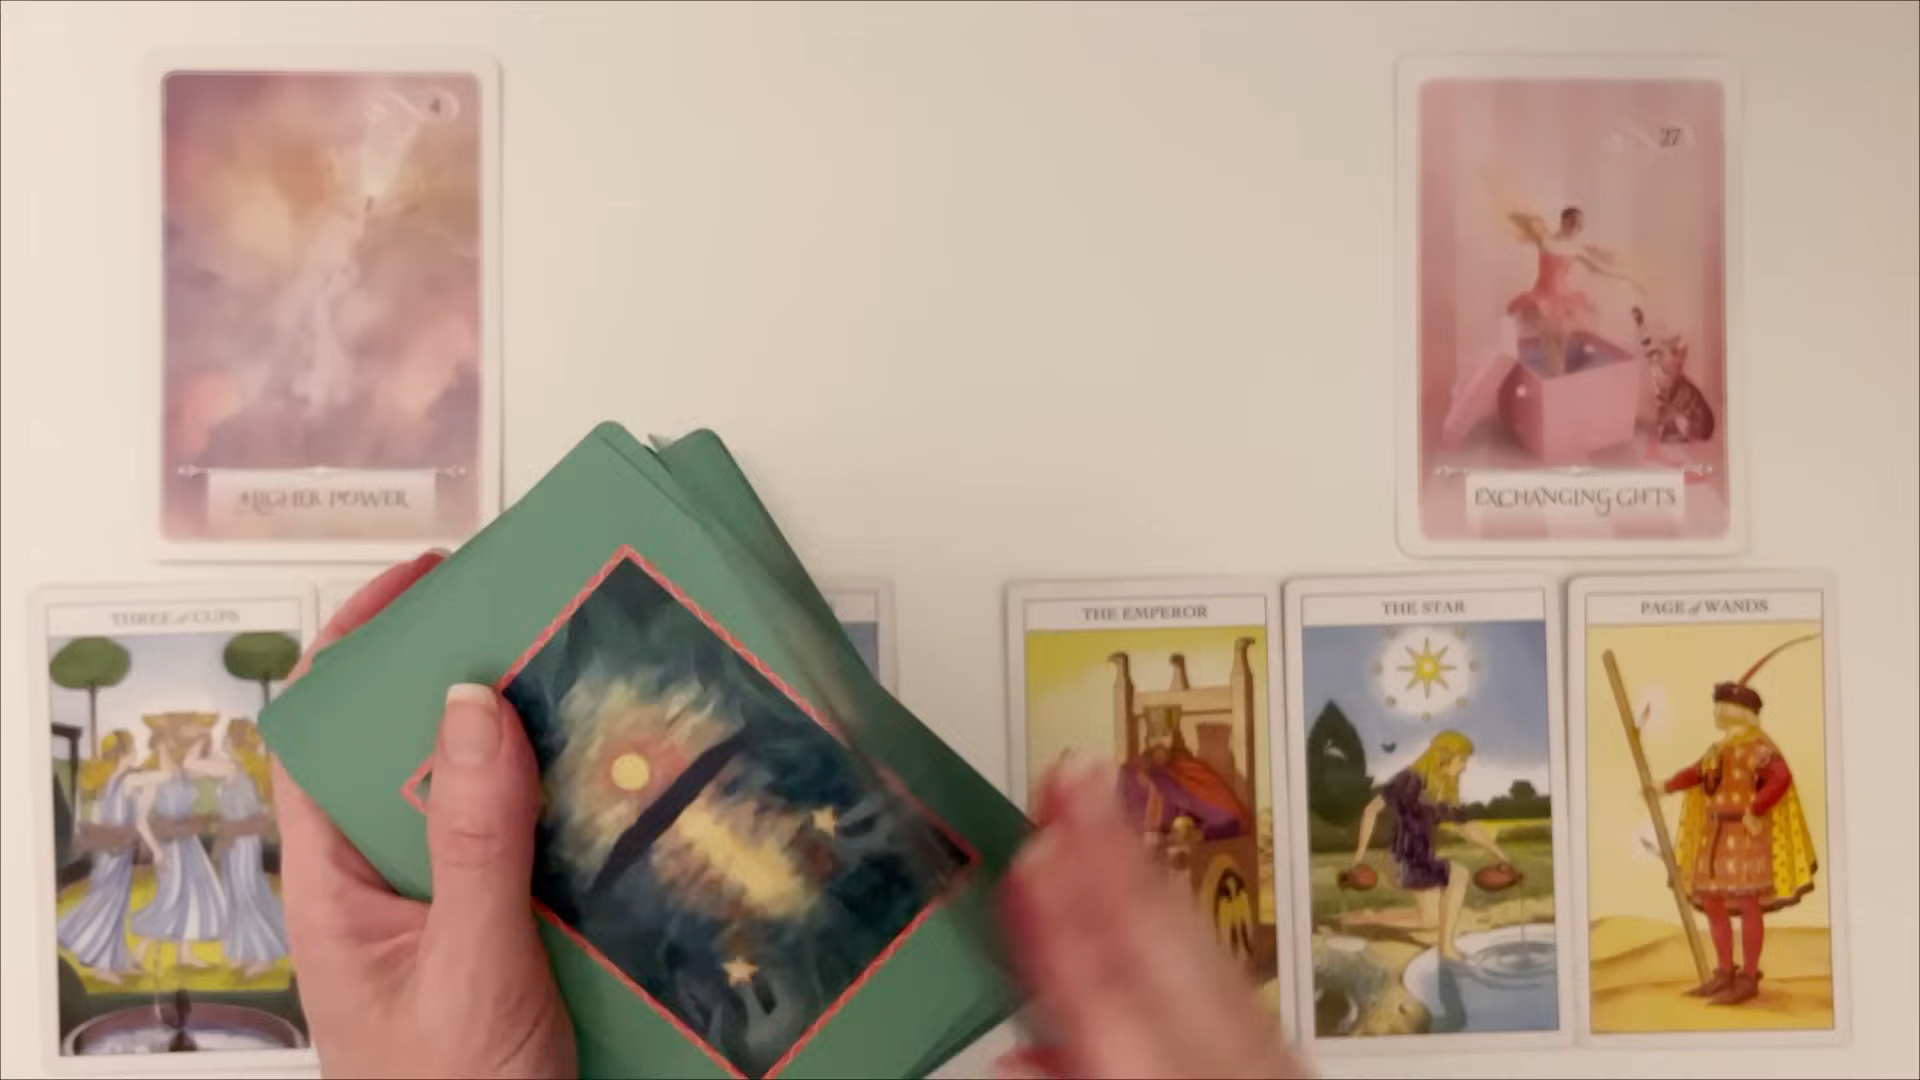 4
27
HIGHER POWER
EXCHANGING GIFTS
THREE of CUPS
THE EMPEROR
THE STAR
PAGE of WANDS